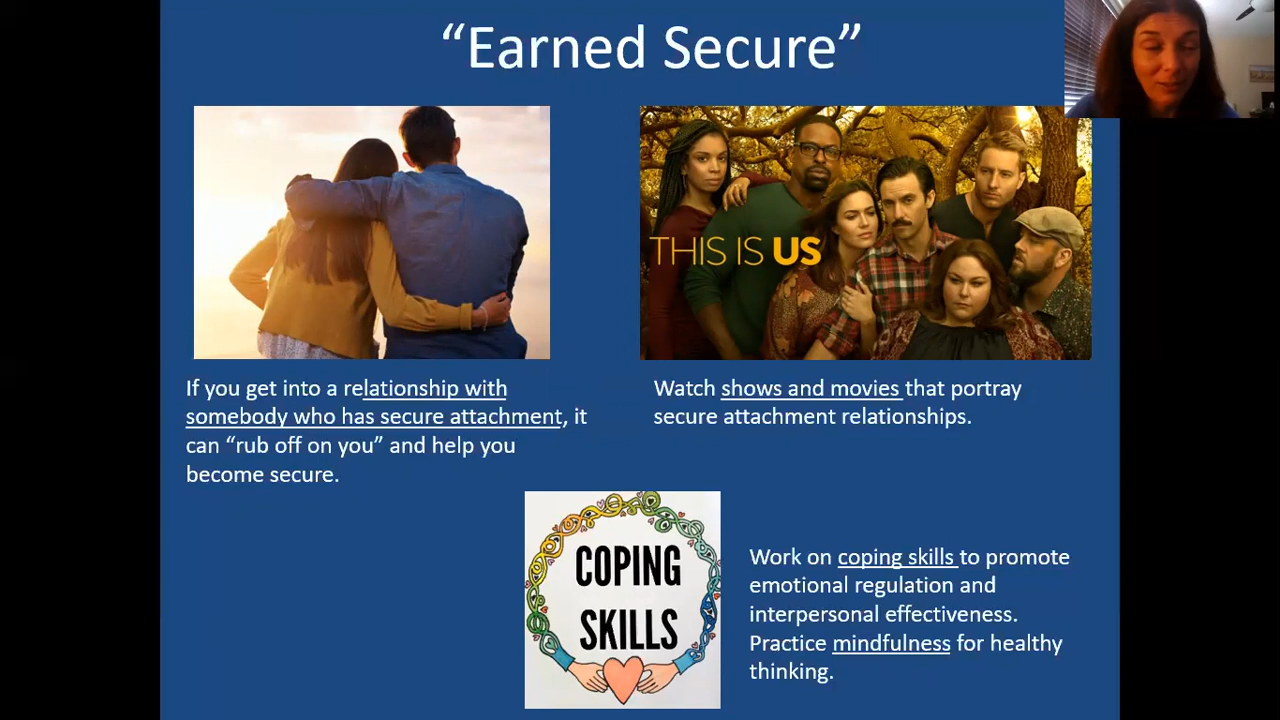 “Earned Secure”
THIS IS US
If you get into a relationship with
somebody who has secure attachment, it
can “rub off on you” and help you
become secure.
Watch shows and movies that portray
secure attachment relationships.
COPING
SKILLS
Work on coping skills to promote
emotional regulation and
interpersonal effectiveness.
Practice mindfulness for healthy
thinking.